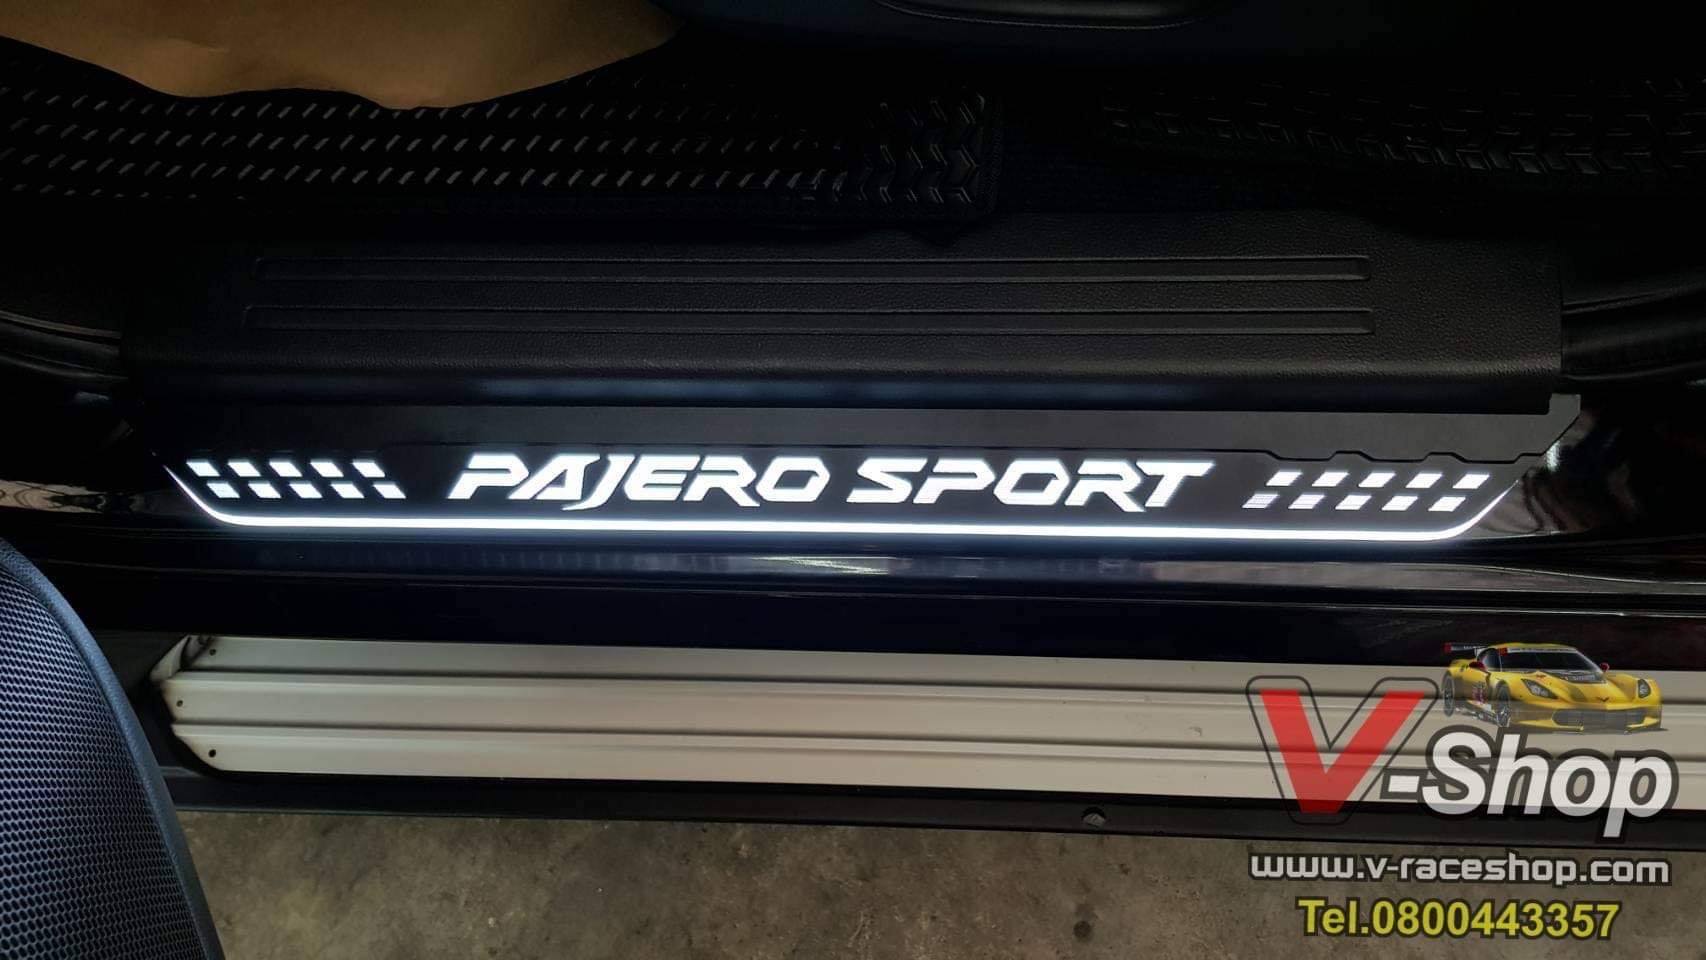 PAJERO SPORT
V-Shop
www.v-raceshop.com
Tel.0800443357